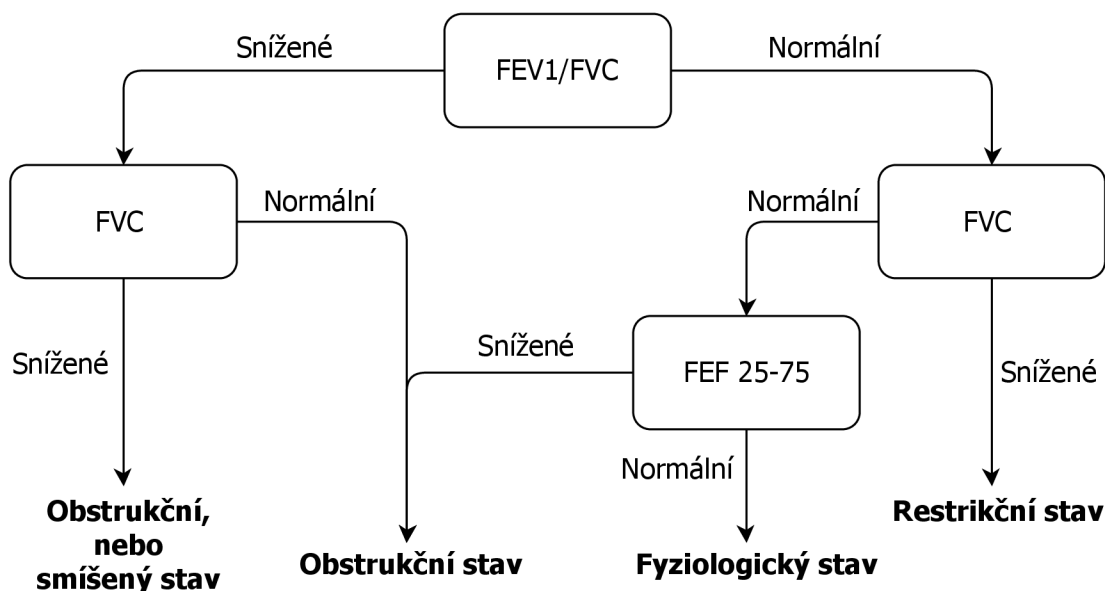 Snížené
Normální
FEV1/FVC
FVC
Normální
Normální
FVC
Snížené
Snížené
FEF 25-75
Snížené
Normální
Obstrukční,
nebo
smíšený stav
Obstrukční stav
Fyziologický stav
Restrikční stav